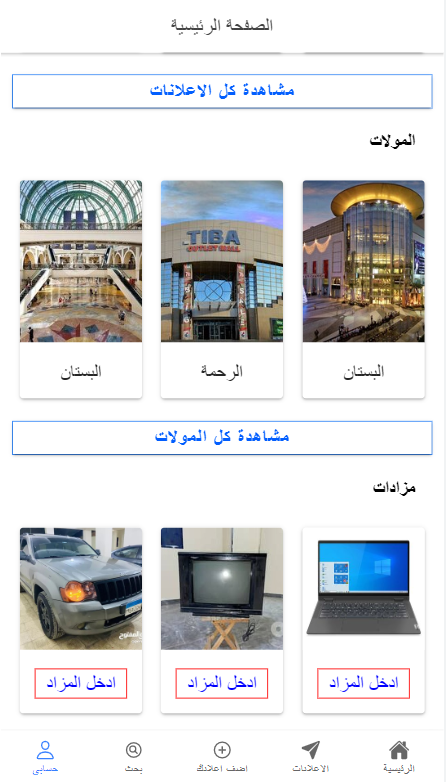 الصفحة الرئيسية
مشاهدة كل الاعلانات
المولات
TIBA
OUTLET MALL
البستان
الرحمة
البستان
مشاهدة كل المولات
مزادات
ادخل المزاد
ادخل المزاد
ادخل المزاد
الرئيسية
الاعلانات
اضف اعلانك
بحث
حسابى